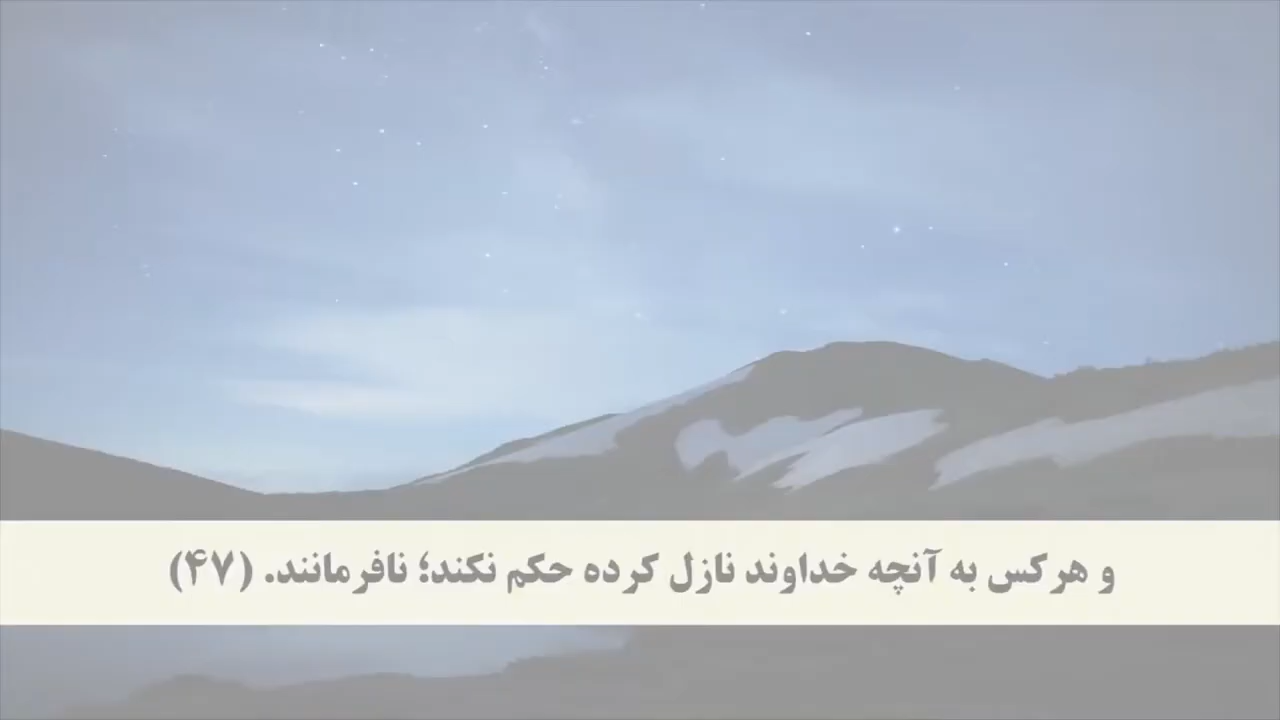 و هرکس به آنچه خداوند نازل کرده حکم نکند؛ نافرمانند. (۴۷)